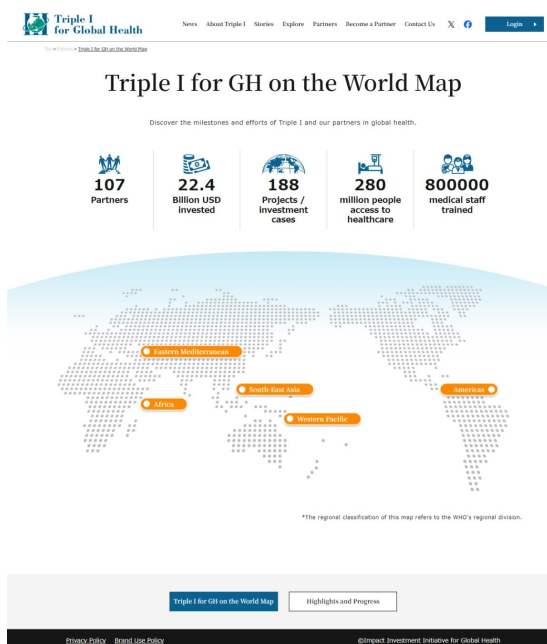 Triple I
for Global Health
News About Triple I Stories Explore Partners Become a Partner Contact Us Login
Top > Explore > Triple I for GH on the World Map
Triple I for GH on the World Map
Discover the milestones and efforts of Triple I and our partners in global health.
107
Partners
22.4
Billion USD
invested
188
Projects /
investment
cases
280
million people
access to
healthcare
800000
medical staff
trained
Eastern Mediterranean
South-East Asia
Americas
Africa
Western Pacific
*The regional classification of this map refers to the WHO's regional division.
Triple I for GH on the World Map
Highlights and Progress
Privacy Policy Brand Use Policy
©Impact Investment Initiative for Global Health